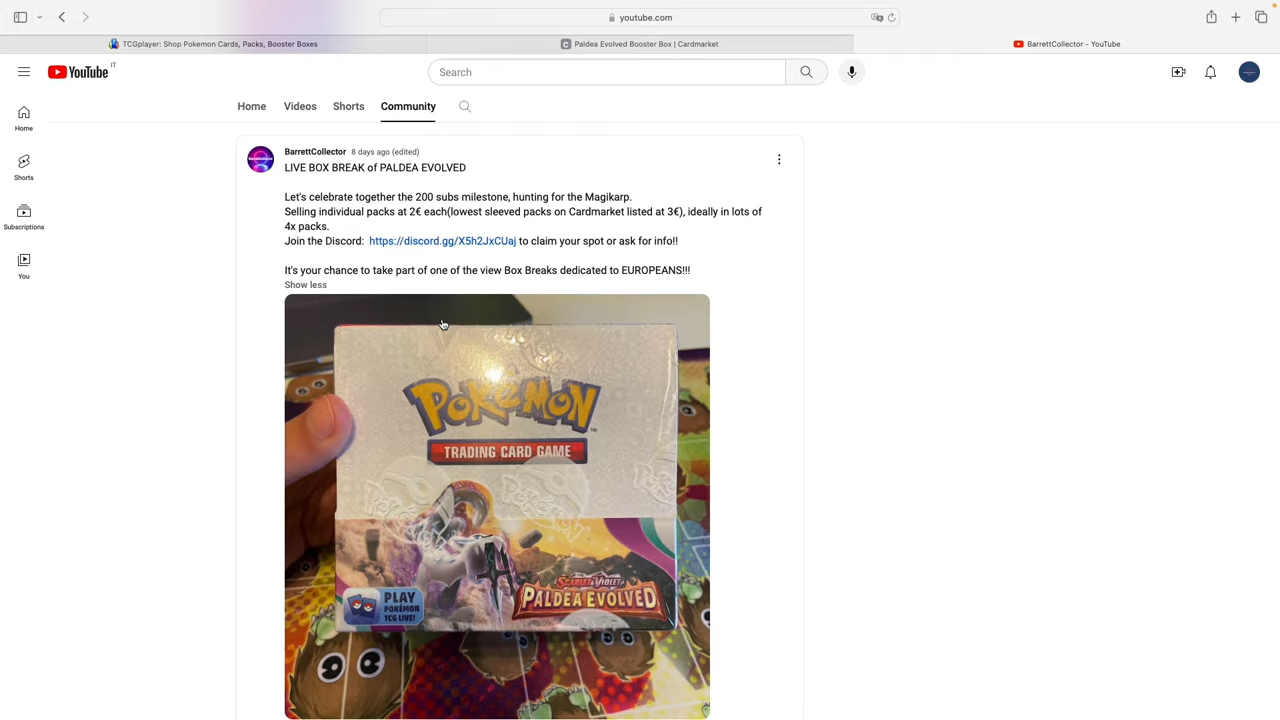 youtube.com
TCGplayer: Shop Pokemon Cards, Packs, Booster Boxes
Paldea Evolved Booster Box | Cardmarket
BarrettCollector - YouTube
YouTube IT
Search
Home
Videos
Shorts
Community
Home
Shorts
Subscriptions
You
BarrettCollector 8 days ago (edited)
LIVE BOX BREAK of PALDEA EVOLVED
Let's celebrate together the 200 subs milestone, hunting for the Magikarp.
Selling individual packs at 2€ each(lowest sleeved packs on Cardmarket listed at 3€), ideally in lots of
4x packs.
Join the Discord: https://discord.gg/X5h2JxCUaj to claim your spot or ask for info!!
It's your chance to take part of one of the view Box Breaks dedicated to EUROPEANS!!!
Show less
POKéMON
TRADING CARD GAME
PLAY
POKÉMON
TCG LIVE!
SCARLET & VIOLET
PALDEA EVOLVED